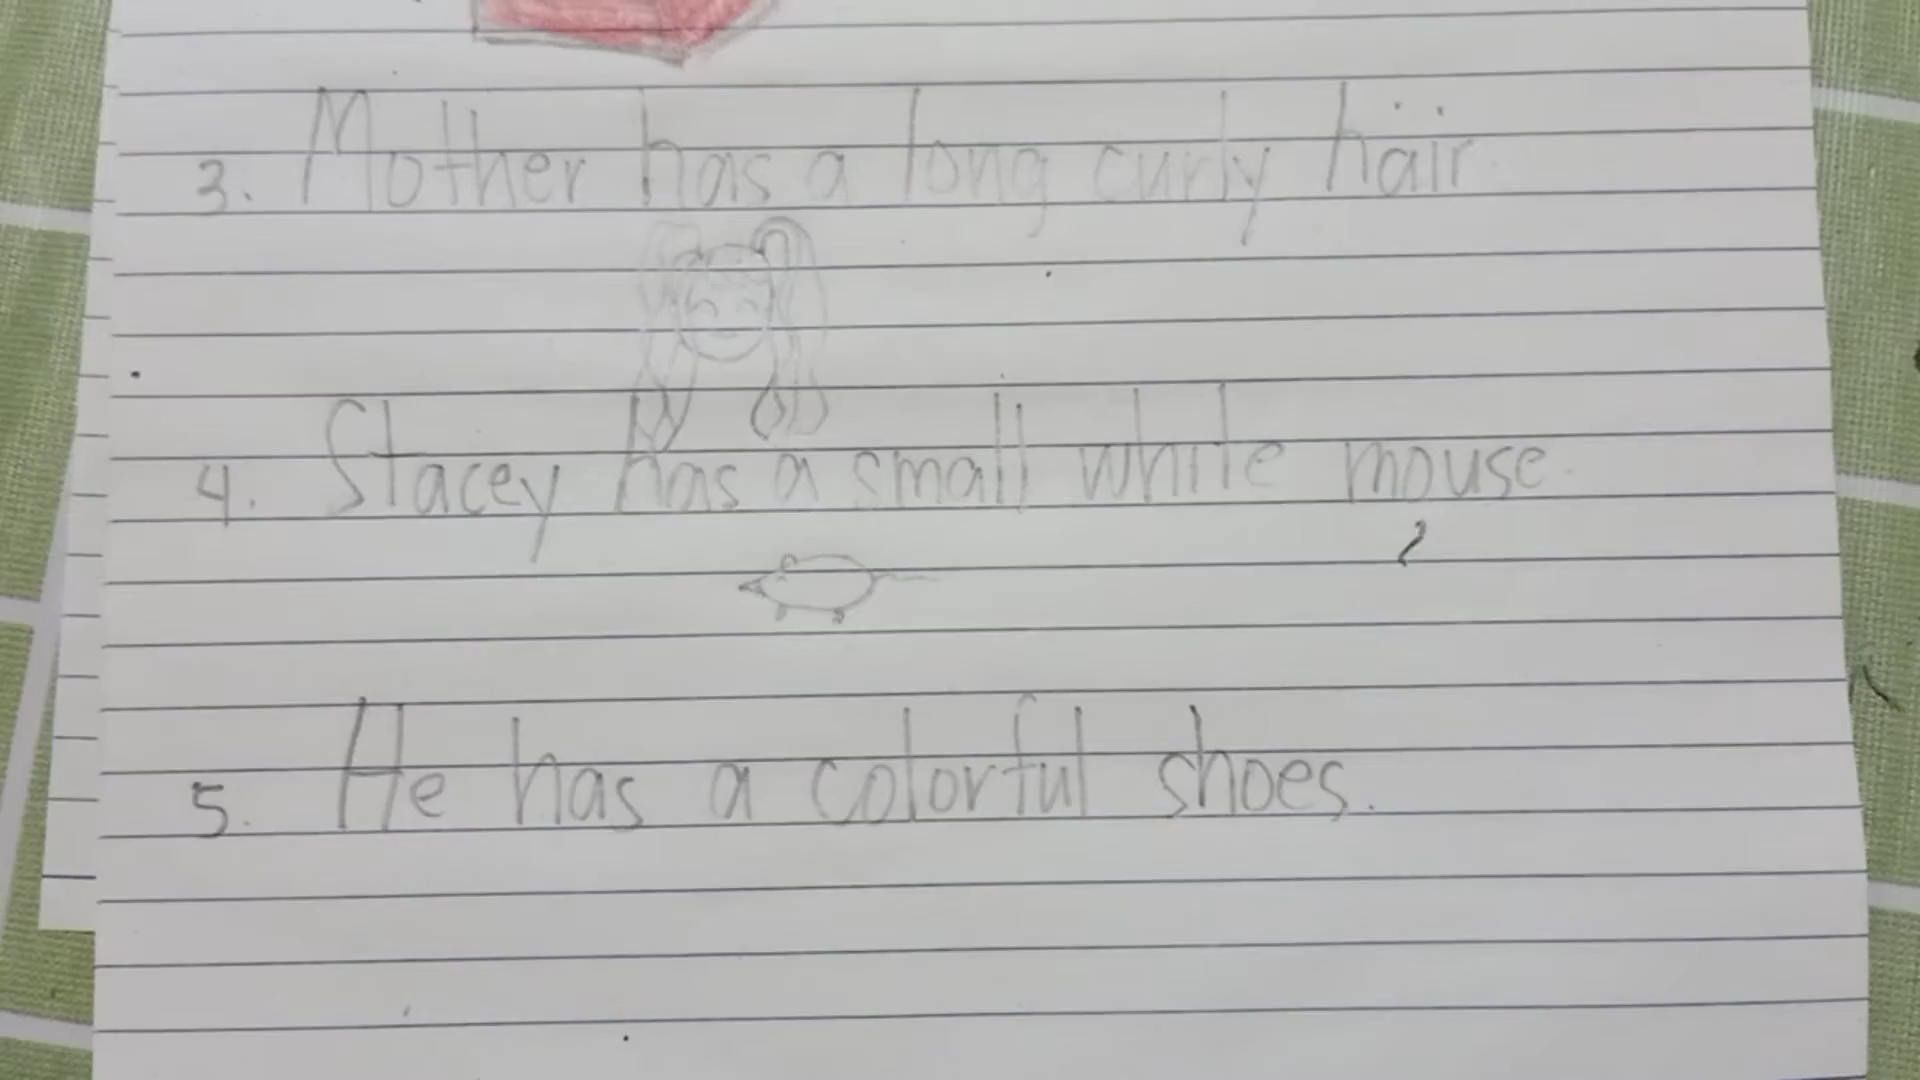 3. Mother has a long curly hair.
4. Stacey has a small white mouse.
5. He has a colorful shoes.